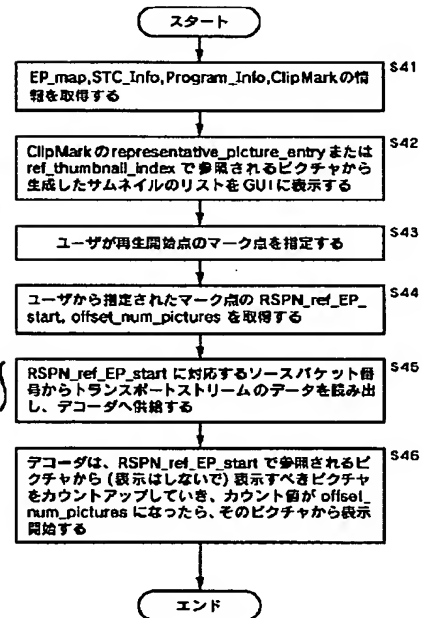 スタート
S41
EP_map,STC_Info,Program_Info,ClipMarkの情
報を取得する
S42
ClipMarkのrepresentative_picture_entryまたは
ref_thumbnail_indexで参照されるピクチャから
生成したサムネイルのリストをGUIに表示する
S43
ユーザが再生開始点のマーク点を指定する
S44
ユーザから指定されたマーク点のRSPN_ref_EP_
start, offset_num_picturesを取得する
S45
RSPN_ref_EP_startに対応するソースパケット番
号からトランスポートストリームのデータを読み出
し、デコーダへ供給する
S46
デコーダは、RSPN_ref_EP_startで参照されるピ
クチャから(表示はしないで)表示すべきピクチャ
をカウントアップしていき、カウント値がoffset_
num_picturesになったら、そのピクチャから表示
開始する
エンド